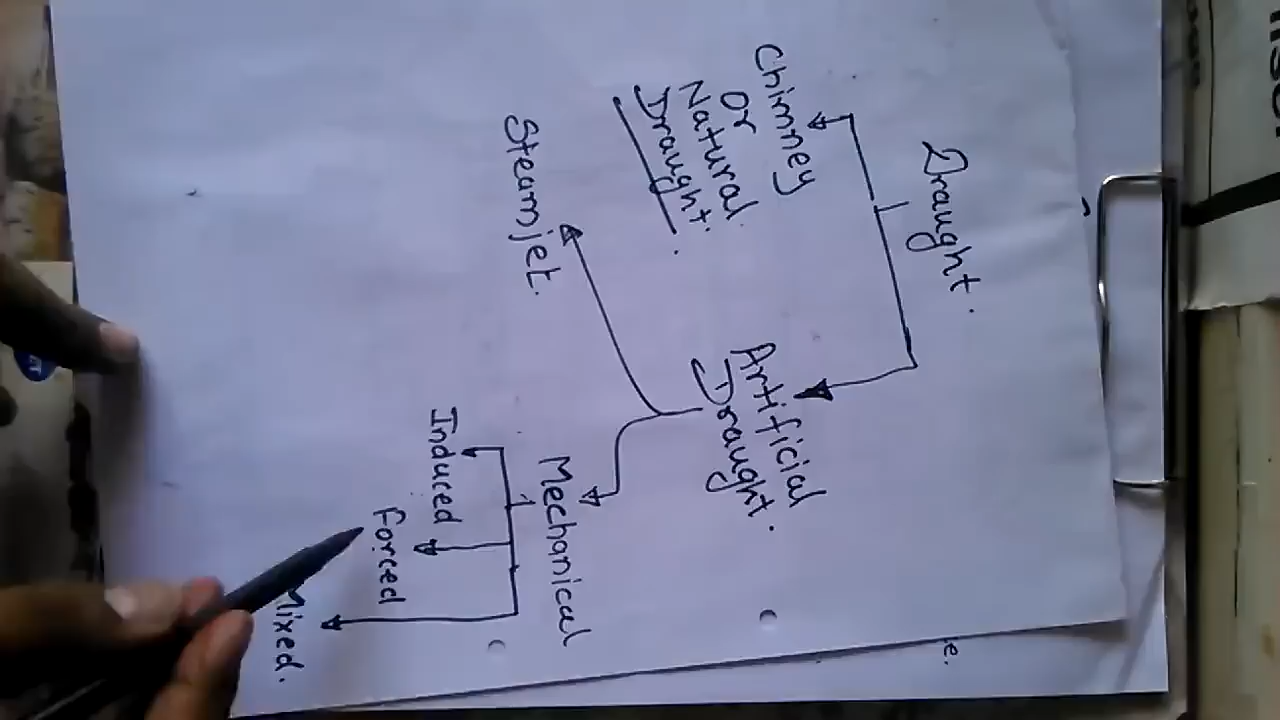 Draught.
Chimney
or
Natural
Draught.
Artificial
Draught.
Steamjet.
Mechanical
Induced
Forced
Mixed.
e.